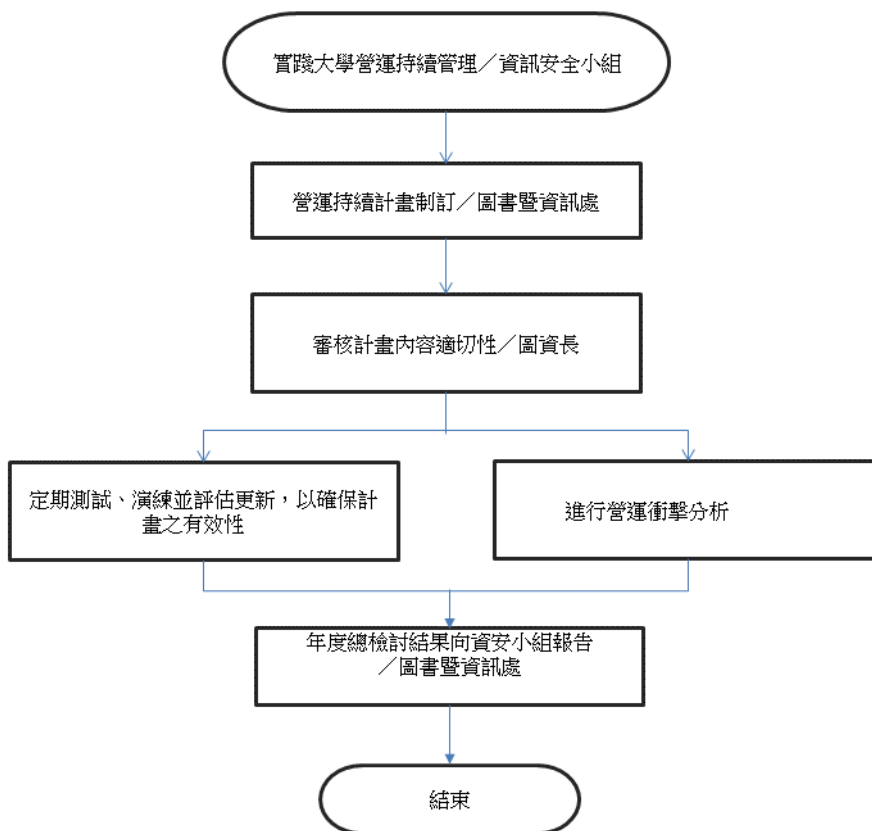 實踐大學營運持續管理／資訊安全小組
營運持續計畫制訂／圖書暨資訊處
審核計畫內容適切性／圖資長
定期測試、演練並評估更新，以確保計
畫之有效性
進行營運衝擊分析
年度總檢討結果向資安小組報告
／圖書暨資訊處
結束